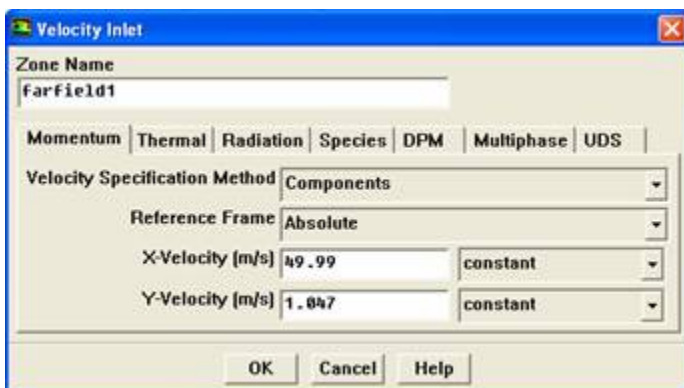 Velocity Inlet
Zone Name
farfield1
Momentum Thermal Radiation Species DPM Multiphase UDS
Velocity Specification Method Components
Reference Frame Absolute
X-Velocity (m/s) 49.99 constant
Y-Velocity (m/s) 1.047 constant
OK Cancel Help